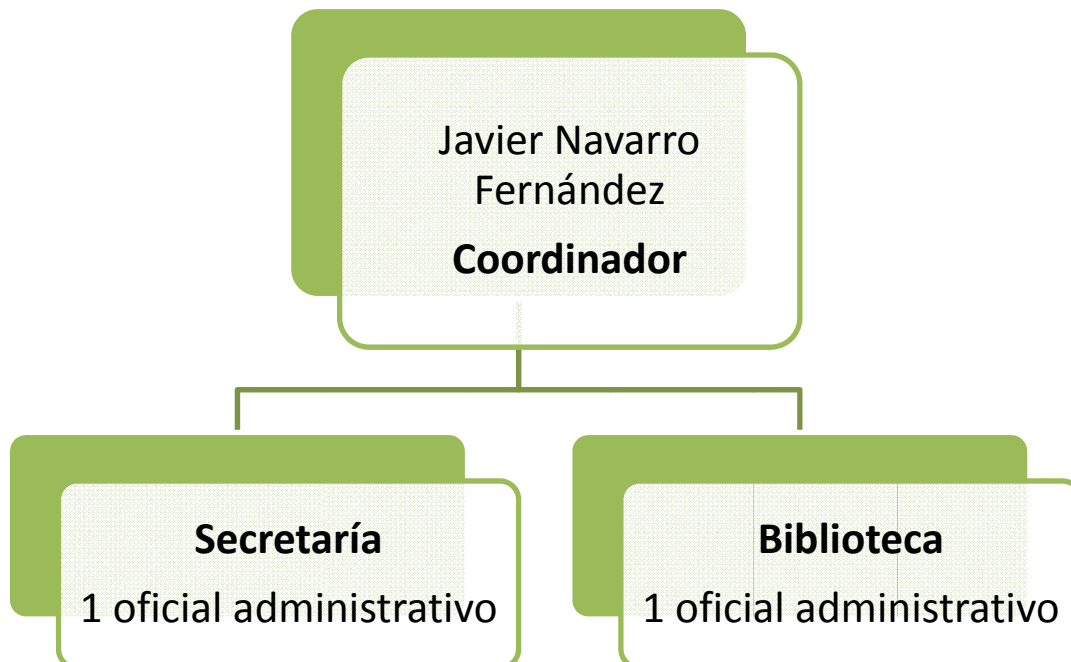 Javier Navarro
Fernández
Coordinador
Secretaría
1 oficial administrativo
Biblioteca
1 oficial administrativo